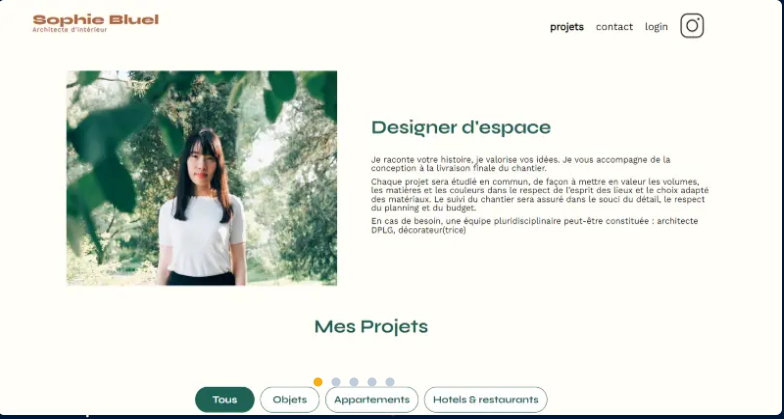 Sophie Bluel
Architecte d'intérieur
projets
contact
login
Designer d'espace
Je raconte votre histoire, je valorise vos idées. Je vous accompagne de la
conception à la livraison finale du chantier.
Chaque projet sera étudié en commun, de façon à mettre en valeur les volumes,
les matières et les couleurs dans le respect de l'esprit des lieux et le choix adapté
des matériaux. Le suivi du chantier sera assuré dans le souci du détail, le respect
du planning et du budget.
En cas de besoin, une équipe pluridisciplinaire peut-être constituée : architecte
DPLG, décorateur(trice)
Mes Projets
Tous
Objets
Appartements
Hotels & restaurants